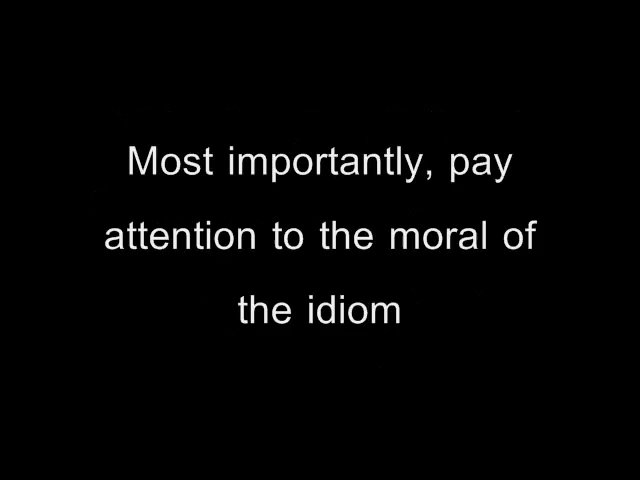 Most importantly, pay
attention to the moral of
the idiom